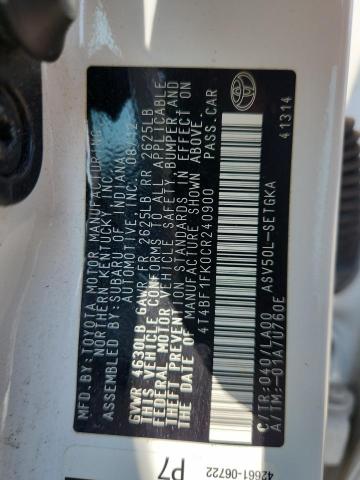 MFD. BY: TOYOTA MOTOR MANUFACTURING,
NORTHERN KENTUCKY INC.
ASSEMBLED BY: SUBARU OF INDIANA
AUTOMOTIVE, INC. 08/12
GVWR 4630LB GAWR FR 2625LB RR 2625LB
THIS VEHICLE CONFORMS TO ALL APPLICABLE
FEDERAL MOTOR VEHICLE SAFETY, BUMPER AND
THEFT PREVENTION STANDARDS IN EFFECT ON
THE DATE OF MANUFACTURE SHOWN ABOVE.
4T4BF1FK0CR240900 PASS. CAR
C/TR:040/ ASV50L-SETGKA
A/TM:-01A/U760E
41314
42661-06722
P7